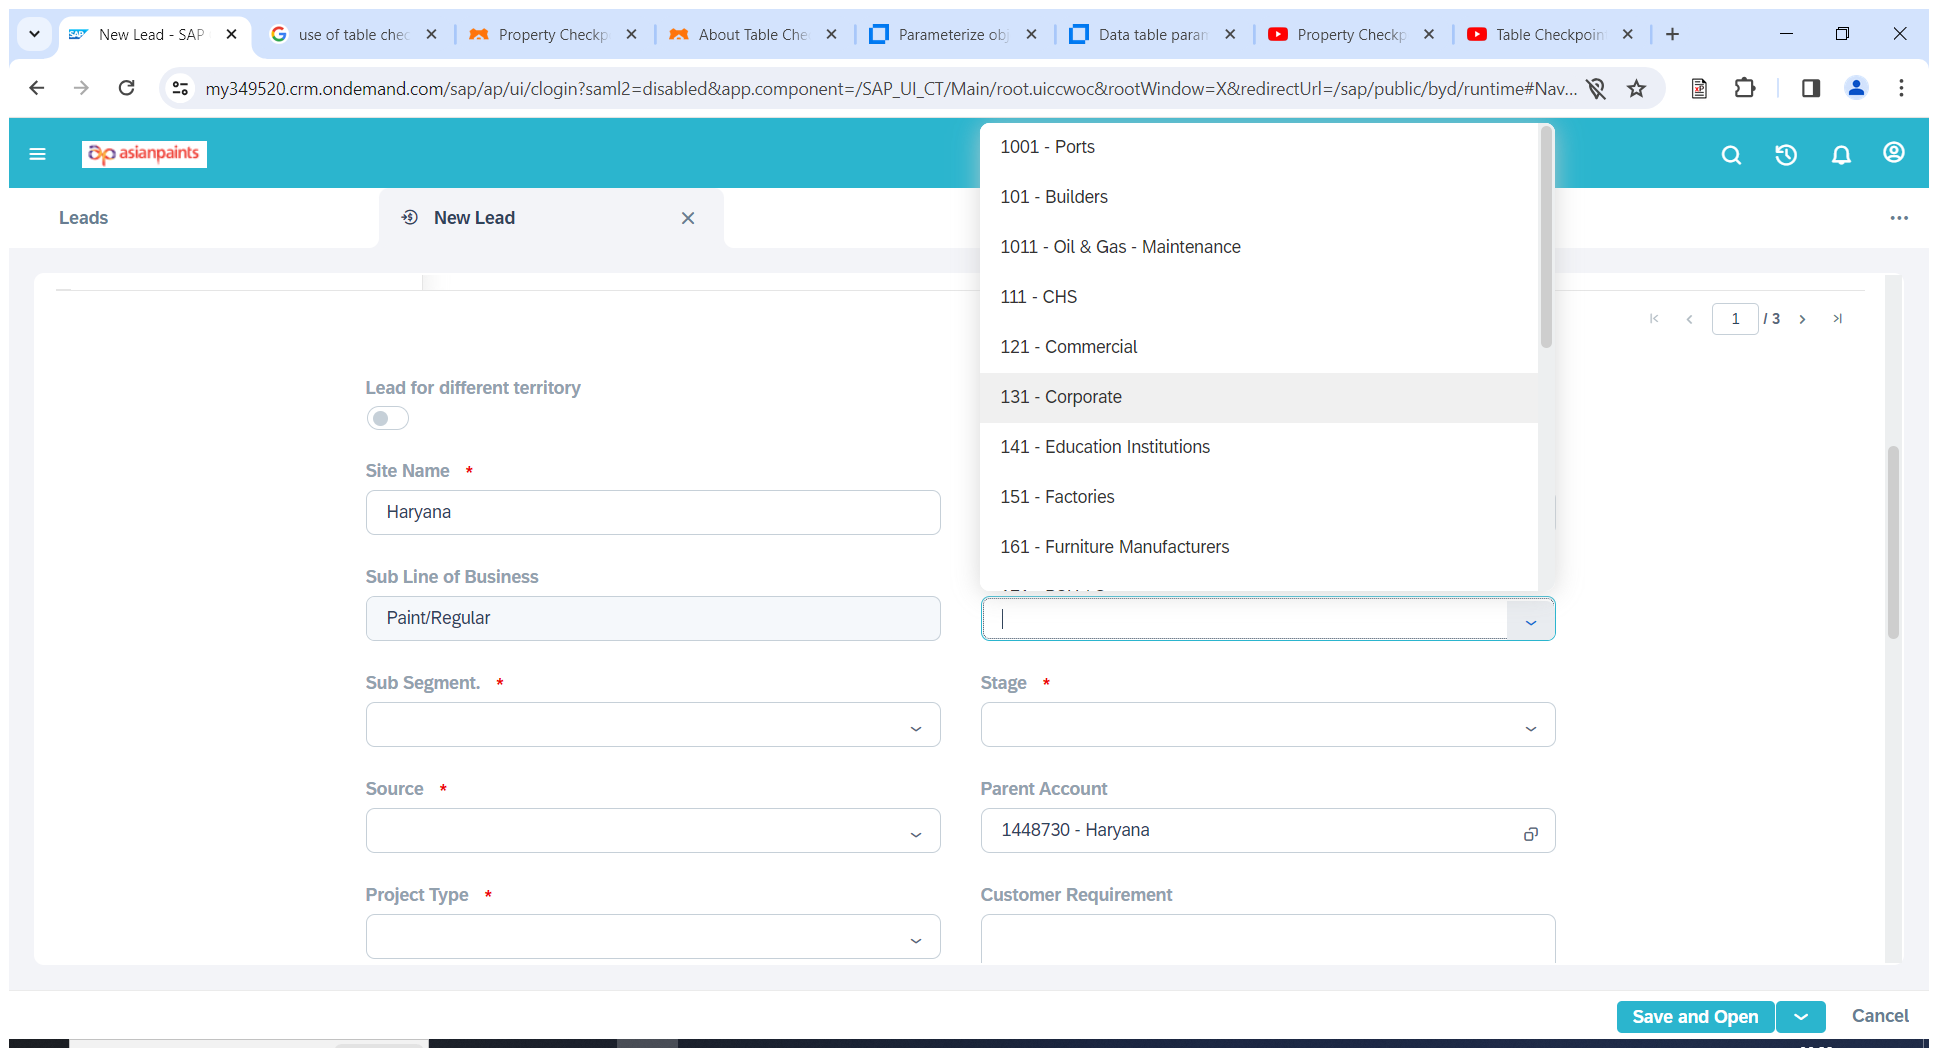 New Lead - SAP
use of table chec
Property Checkp
About Table Che
Parameterize obj
Data table param
Property Checkp
Table Checkpoin
my349520.crm.ondemand.com/sap/ap/ui/clogin?saml2=disabled&app.component=/SAP_UI_CT/Main/root.uiccwoc&rootWindow=X&redirectUrl=/sap/public/byd/runtime#Nav...
ap asianpaints
Leads
New Lead
1001 - Ports
101 - Builders
1011 - Oil & Gas - Maintenance
111 - CHS
121 - Commercial
131 - Corporate
141 - Education Institutions
151 - Factories
161 - Furniture Manufacturers
1 / 3
Lead for different territory
Site Name *
Haryana
Sub Line of Business
Paint/Regular
Sub Segment. *
Stage *
Source *
Parent Account
1448730 - Haryana
Project Type *
Customer Requirement
Save and Open
Cancel